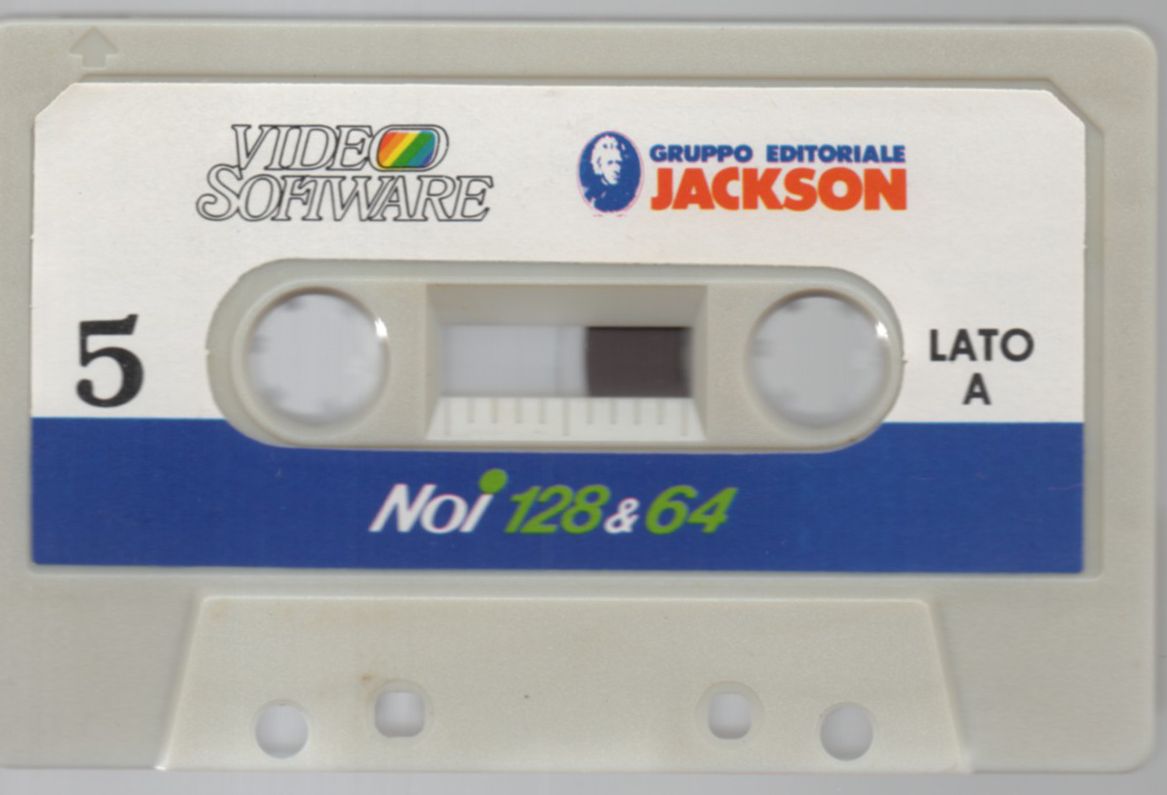 VIDEO
SOFTWARE
GRUPPO EDITORIALE
JACKSON
5
LATO
A
Noi 128 & 64